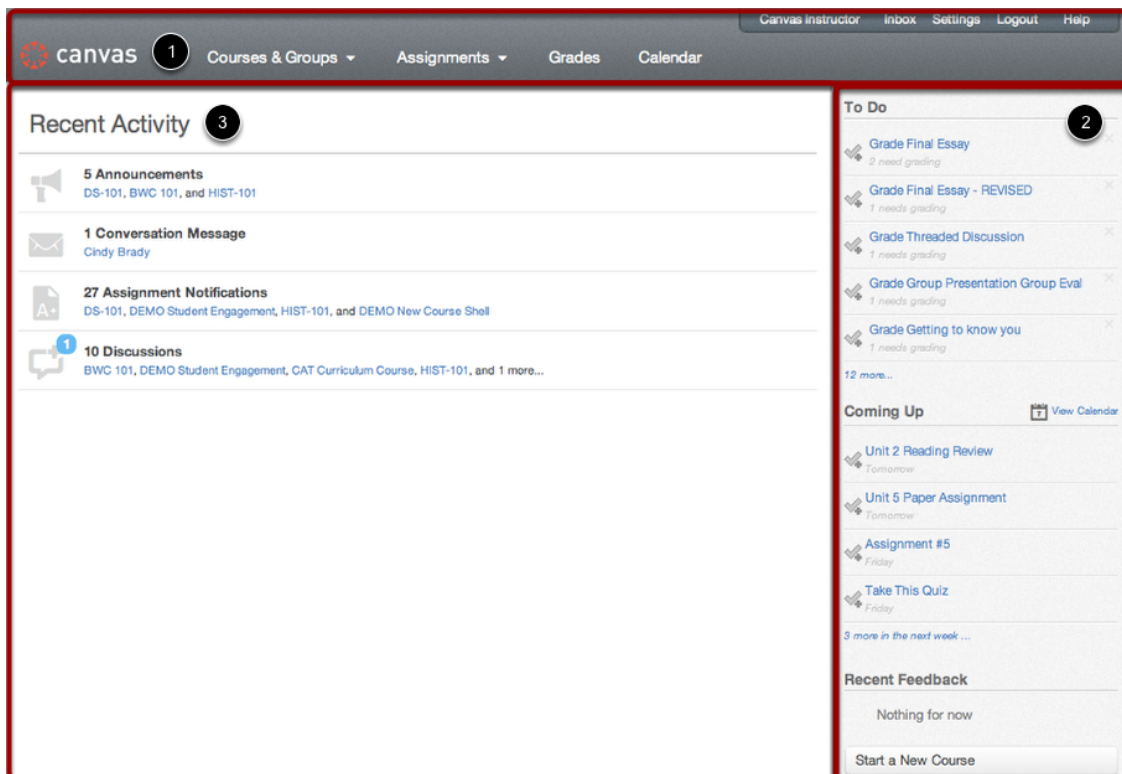 Canvas Instructor Inbox Settings Logout Help
canvas 1 Courses & Groups Assignments Grades Calendar
Recent Activity 3
5 Announcements
DS-101, BWC 101, and HIST-101
1 Conversation Message
Cindy Brady
27 Assignment Notifications
DS-101, DEMO Student Engagement, HIST-101, and DEMO New Course Shell
A+
1
10 Discussions
BWC 101, DEMO Student Engagement, CAT Curriculum Course, HIST-101, and 1 more...
To Do 2
Grade Final Essay
2 need grading
Grade Final Essay - REVISED
1 needs grading
Grade Threaded Discussion
1 needs grading
Grade Group Presentation Group Eval
1 needs grading
Grade Getting to know you
1 needs grading
12 more...
Coming Up 7 View Calendar
Unit 2 Reading Review
Tomorrow
Unit 5 Paper Assignment
Tomorrow
Assignment #5
Friday
Take This Quiz
Friday
3 more in the next week ...
Recent Feedback
Nothing for now
Start a New Course